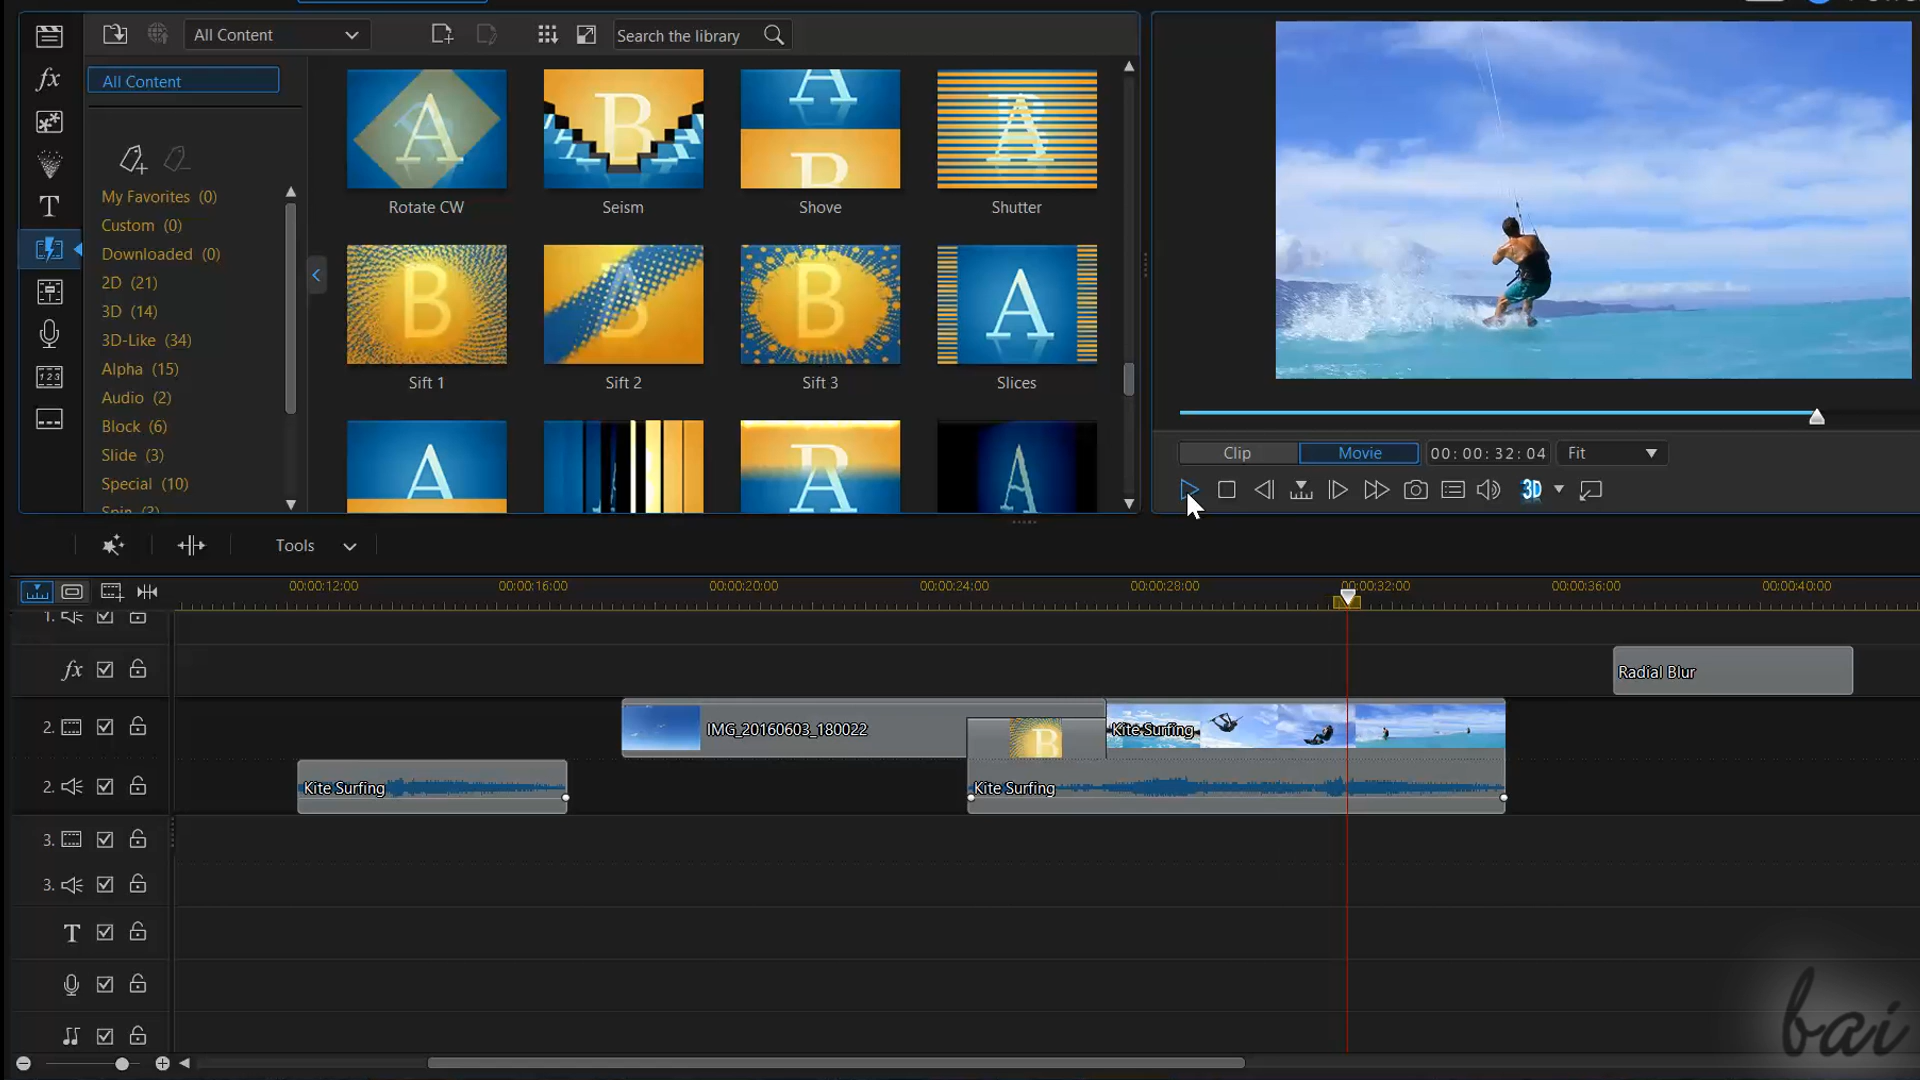 All Content
Search the library
All Content
My Favorites (0)
Custom (0)
Downloaded (0)
2D (21)
3D (14)
3D-Like (34)
Alpha (15)
Audio (2)
Block (6)
Slide (3)
Special (10)
Spin (3)
A
B
A
B
A
Rotate CW
Seism
Shove
Shutter
B
B
B
A
Sift 1
Sift 2
Sift 3
Slices
A
A
A
Clip
Movie
00:00:32:04
Fit
3D
Tools
00:00:12:00
00:00:16:00
00:00:20:00
00:00:24:00
00:00:28:00
00:00:32:00
00:00:36:00
00:00:40:00
1.
fx
Radial Blur
2.
IMG_20160603_180022
B
Kite Surfing
2.
Kite Surfing
Kite Surfing
3.
3.
T
bai